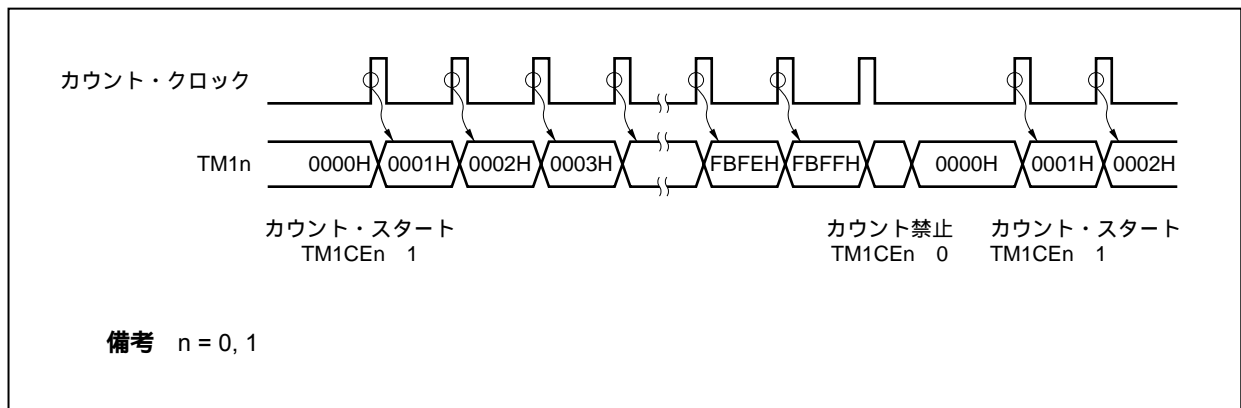 カウント・クロック
TM1n 0000H 0001H 0002H 0003H FBFEH FBFFH 0000H 0001H 0002H
カウント・スタート カウント禁止 カウント・スタート
TM1CEn 1 TM1CEn 0 TM1CEn 1
備考 n = 0, 1